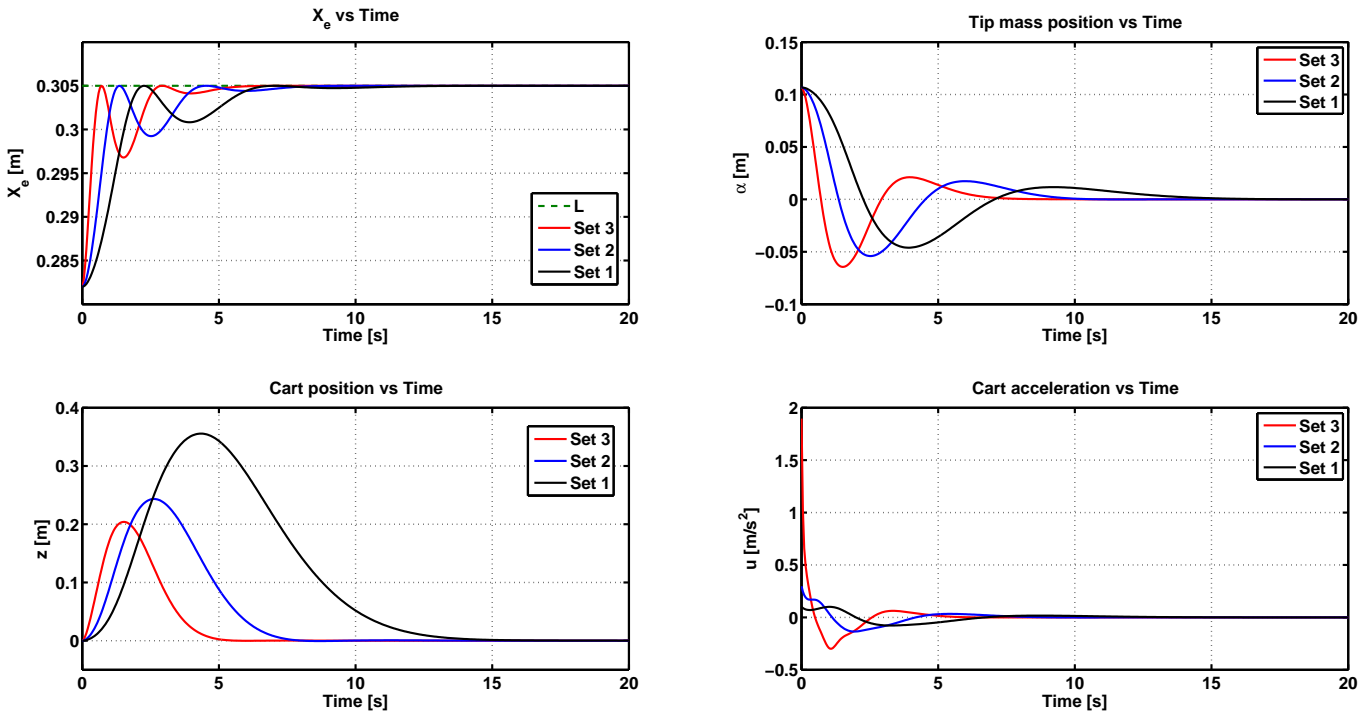 X_e vs Time
0.305
0.3
0.295
0.29
0.285
X_e [m]
L
Set 3
Set 2
Set 1
0 5 10 15 20
Time [s]
Tip mass position vs Time
0.15
0.1
0.05
0
−0.05
−0.1
α [m]
Set 3
Set 2
Set 1
0 5 10 15 20
Time [s]
Cart position vs Time
0.4
0.3
0.2
0.1
0
z [m]
Set 3
Set 2
Set 1
0 5 10 15 20
Time [s]
Cart acceleration vs Time
2
1.5
1
0.5
0
−0.5
u [m/s²]
Set 3
Set 2
Set 1
0 5 10 15 20
Time [s]